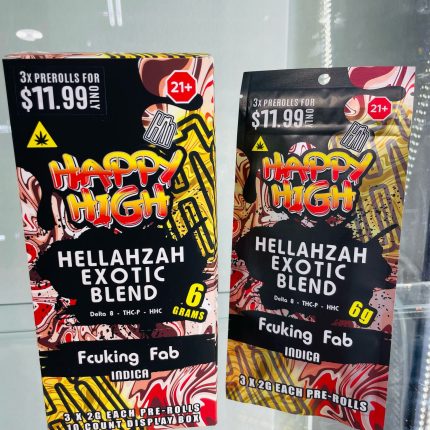 3X PREROLLS FOR
$11.99 ONLY
21+
HAPPY
HIGH
HELLAHZAH
EXOTIC
BLEND
Delta 8 - THC-P - HHC
6
GRAMS
Fcuking Fab
INDICA
3 X 2G EACH PRE-ROLLS
10 COUNT DISPLAY BOX
3X PREROLLS FOR
$11.99 ONLY
21+
HAPPY
HIGH
HELLAHZAH
EXOTIC
BLEND
Delta 8 - THC-P - HHC
6g
Fcuking Fab
INDICA
3 X 2G EACH PRE-ROLLS